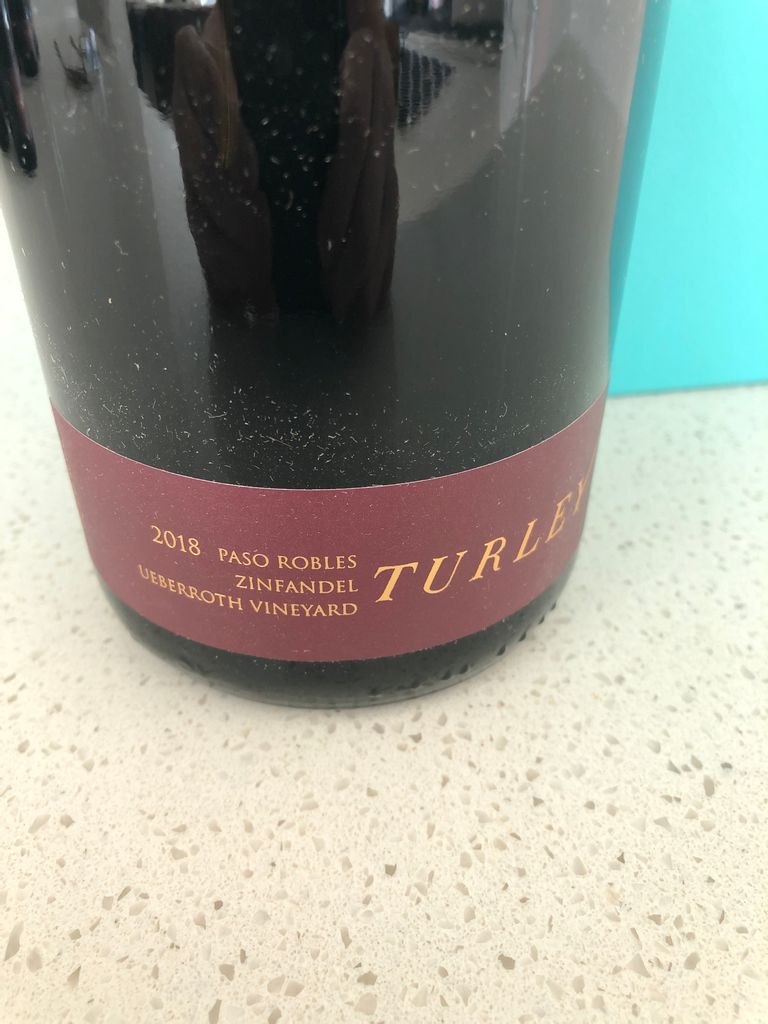 2018 PASO ROBLES
ZINFANDEL
UEBERROTH VINEYARD
TURLEY